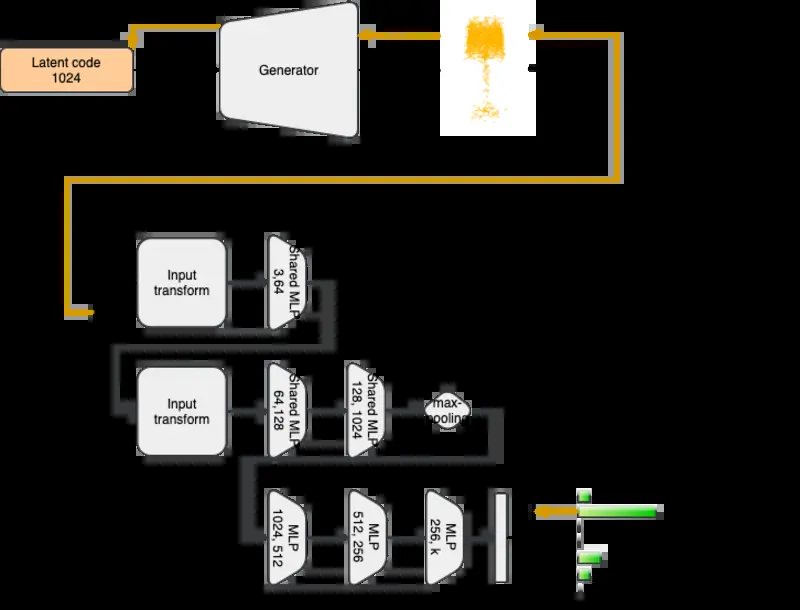 Latent code
1024
Generator
Input
transform
Shared MLP
3,64
Input
transform
Shared MLP
64,128
Shared MLP
128, 1024
max-
pooling
MLP
1024, 512
MLP
512, 256
MLP
256, k